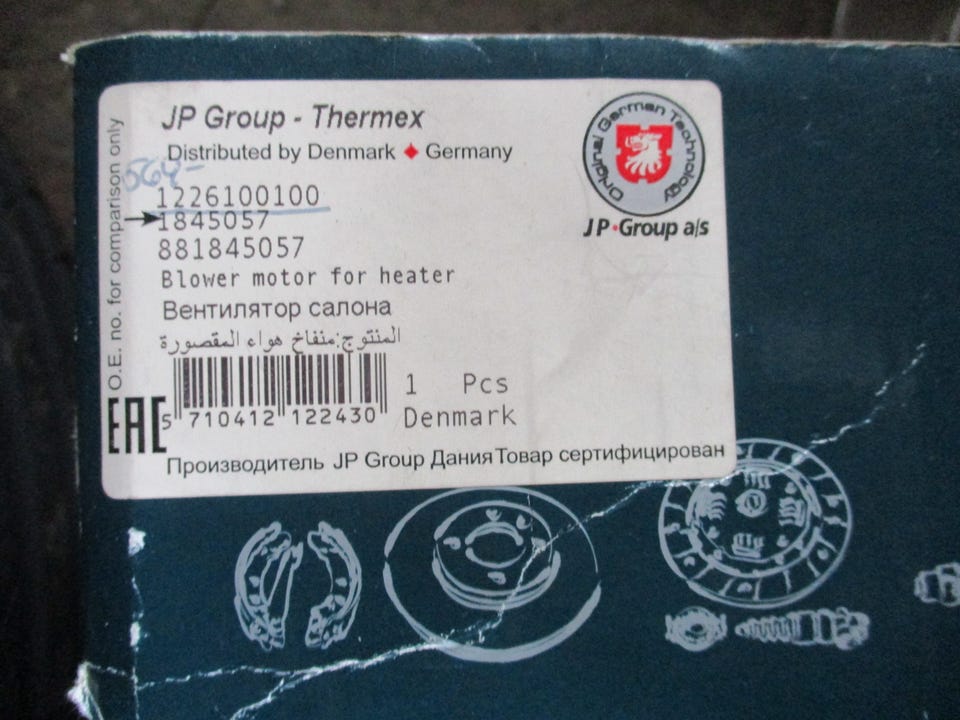 JP Group - Thermex
Distributed by Denmark ♦ Germany
564-
1226100100
1845057
881845057
Blower motor for heater
Вентилятор салона
المنتوج:منفاخ هواء المقصورة
5 710412 122430
1 Pcs
Denmark
EAC
Производитель JP Group Дания Товар сертифицирован
O.E. no. for comparison only
Original German Technology
JP•Group a/s